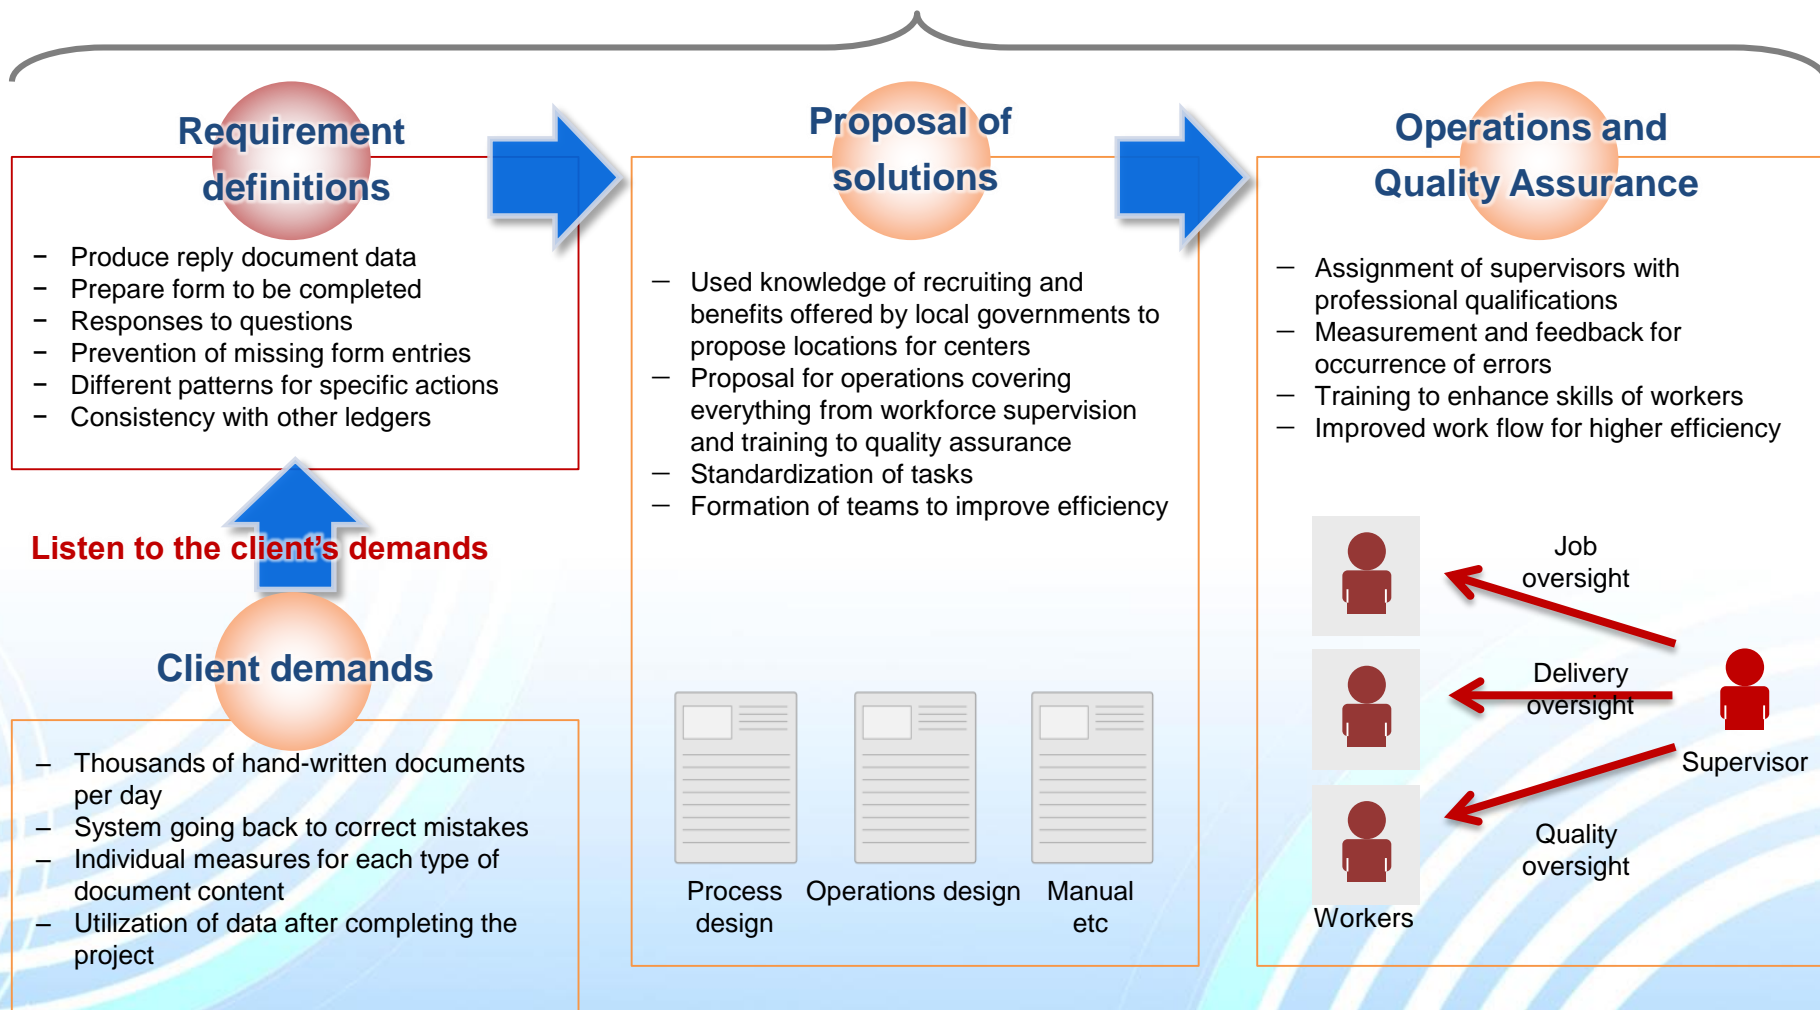 Requirement
definitions
− Produce reply document data
− Prepare form to be completed
− Responses to questions
− Prevention of missing form entries
− Different patterns for specific actions
− Consistency with other ledgers
Listen to the client’s demands
Client demands
– Thousands of hand-written documents
per day
– System going back to correct mistakes
– Individual measures for each type of
document content
– Utilization of data after completing the
project
Proposal of
solutions
― Used knowledge of recruiting and
benefits offered by local governments to
propose locations for centers
― Proposal for operations covering
everything from workforce supervision
and training to quality assurance
― Standardization of tasks
― Formation of teams to improve efficiency
Process
design
Operations design
Manual
etc
Operations and
Quality Assurance
― Assignment of supervisors with
professional qualifications
― Measurement and feedback for
occurrence of errors
― Training to enhance skills of workers
― Improved work flow for higher efficiency
Job
oversight
Delivery
oversight
Supervisor
Quality
oversight
Workers